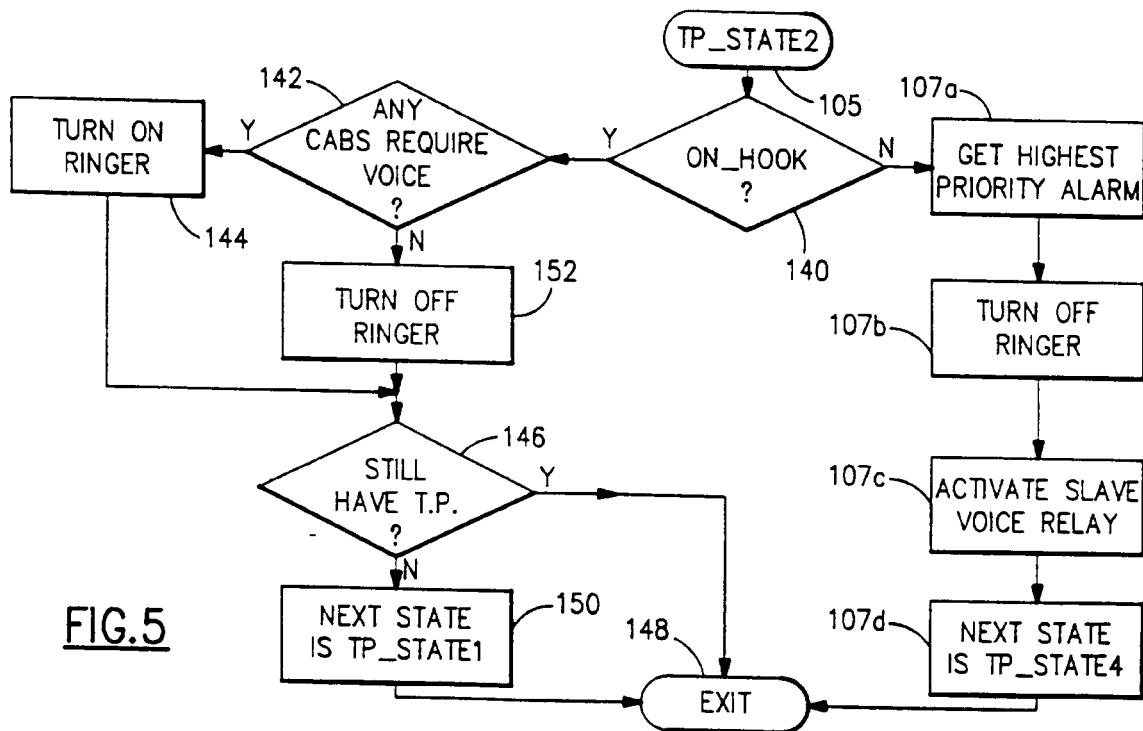 TP_STATE2
105
142
ANY
CABS REQUIRE
VOICE
?
Y
N
TURN ON
RINGER
144
Y
ON_HOOK
?
N
140
107a
GET HIGHEST
PRIORITY ALARM
152
TURN OFF
RINGER
107b
TURN OFF
RINGER
146
STILL
HAVE T.P.
?
Y
N
107c
ACTIVATE SLAVE
VOICE RELAY
150
NEXT STATE
IS TP_STATE1
148
EXIT
107d
NEXT STATE
IS TP_STATE4
FIG.5